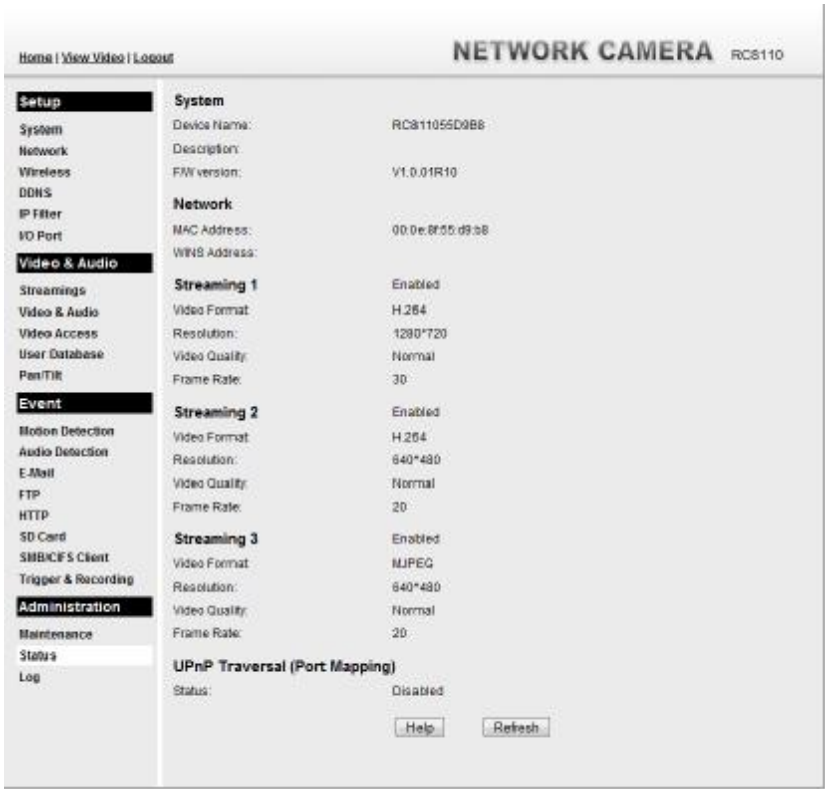 Home | View Video | Logout
NETWORK CAMERA RC8110
Setup
System
Network
Wireless
DDNS
IP Filter
I/O Port
Video & Audio
Streamings
Video & Audio
Video Access
User Database
Pan/Tilt
Event
Motion Detection
Audio Detection
E-Mail
FTP
HTTP
SD Card
SMB/CIFS Client
Trigger & Recording
Administration
Maintenance
Status
Log
System
Device Name: RC811055D9B8
Description:
F/W version: V1.0.01R10
Network
MAC Address: 00:0e:8f:55:d9:b8
WINS Address:
Streaming 1 Enabled
Video Format H.264
Resolution: 1280*720
Video Quality: Normal
Frame Rate: 30
Streaming 2 Enabled
Video Format H.264
Resolution: 640*480
Video Quality: Normal
Frame Rate: 20
Streaming 3 Enabled
Video Format MJPEG
Resolution: 640*480
Video Quality: Normal
Frame Rate: 20
UPnP Traversal (Port Mapping)
Status: Disabled
Help Refresh